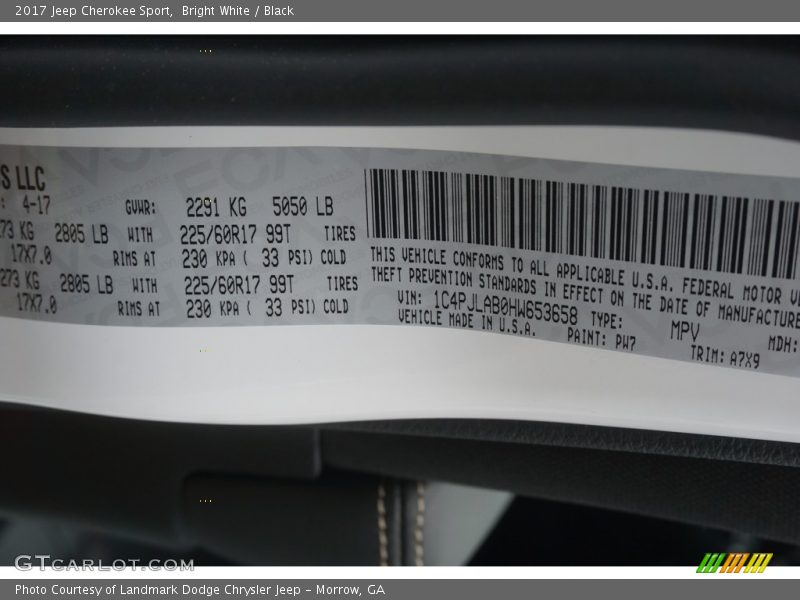 2017 Jeep Cherokee Sport, Bright White / Black
S LLC
: 4-17 GVWR: 2291 KG 5050 LB
273 KG 2805 LB WITH 225/60R17 99T TIRES
17X7.0 RIMS AT 230 KPA ( 33 PSI) COLD
273 KG 2805 LB WITH 225/60R17 99T TIRES
17X7.0 RIMS AT 230 KPA ( 33 PSI) COLD
THIS VEHICLE CONFORMS TO ALL APPLICABLE U.S.A. FEDERAL MOTOR
THEFT PREVENTION STANDARDS IN EFFECT ON THE DATE OF MANUFACTURE
VIN: 1C4PJLAB0HW653658 TYPE: MPV MDH:
VEHICLE MADE IN U.S.A. PAINT: PW7 TRIM: A7X9
GTCARLOT.COM
Photo Courtesy of Landmark Dodge Chrysler Jeep – Morrow, GA